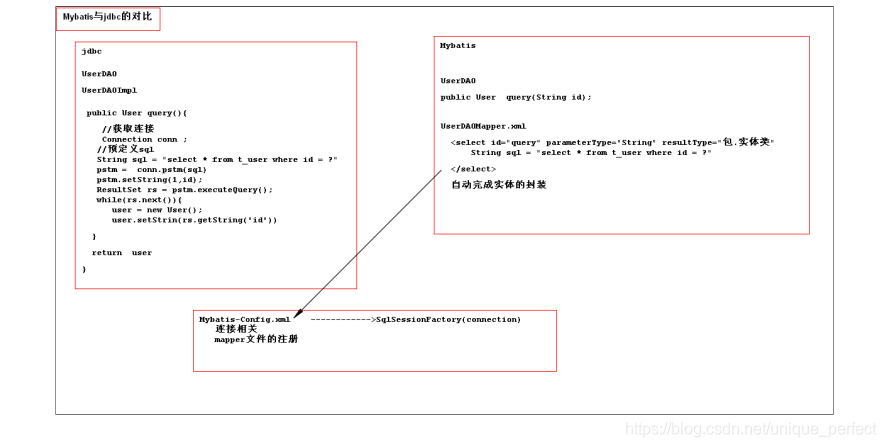 Mybatis与jdbc的对比
jdbc
UserDAO
UserDAOImpl
public User query(){
//获取连接
Connection conn ;
//预定义sql
String sql = "select * from t_user where id = ?"
pstm = conn.pstm(sql)
pstm.setString(1,id);
ResultSet rs = pstm.executeQuery();
while(rs.next()){
user = new User();
user.setStrin(rs.getString('id'))
}
return user
}
Mybatis
UserDAO
public User query(String id);
UserDAOMapper.xml
<select id="query" parameterType="String" resultType="包.实体类"
String sql = "select * from t_user where id = ?"
</select>
自动完成实体的封装
Mybatis-Config.xml ------------>SqlSessionFactory(connection)
连接相关
mapper文件的注册
https://blog.csdn.net/unique_perfect